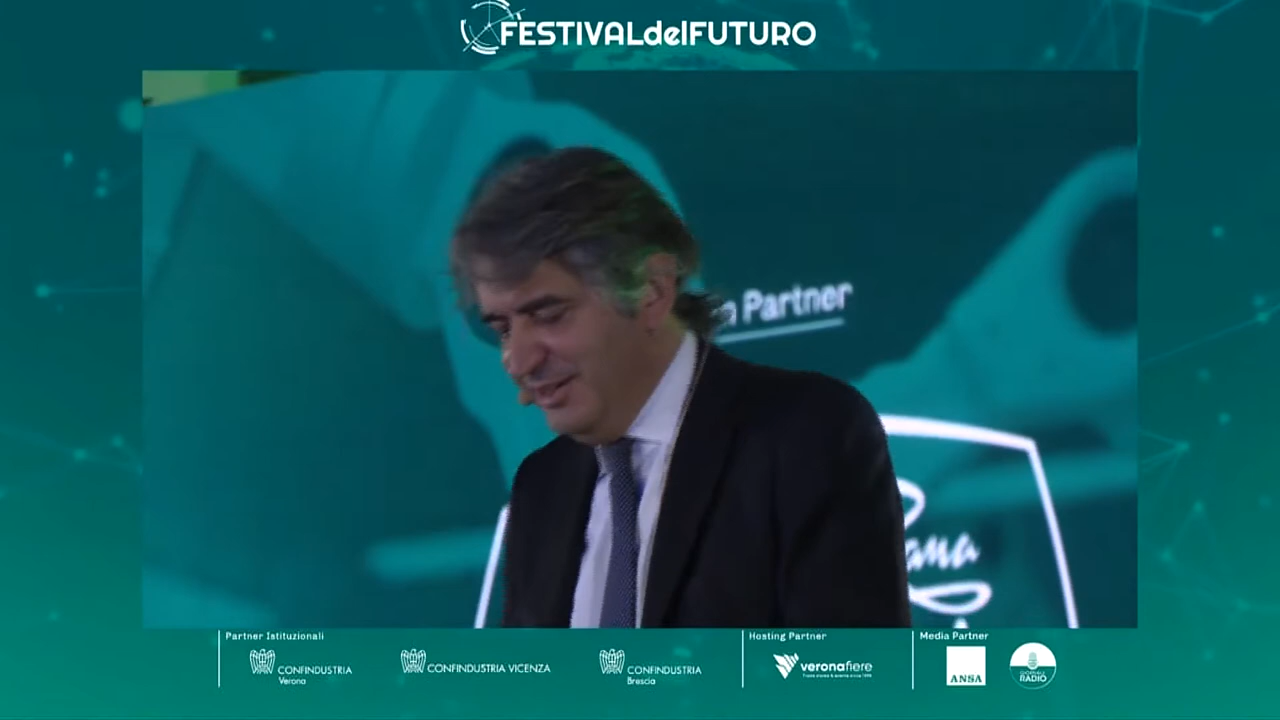 FESTIVALdelFUTURO
Partner
Partner Istituzionali
CONFINDUSTRIA
Verona
CONFINDUSTRIA VICENZA
CONFINDUSTRIA
Brescia
Hosting Partner
veronafiere
Media Partner
ANSA
RADIO